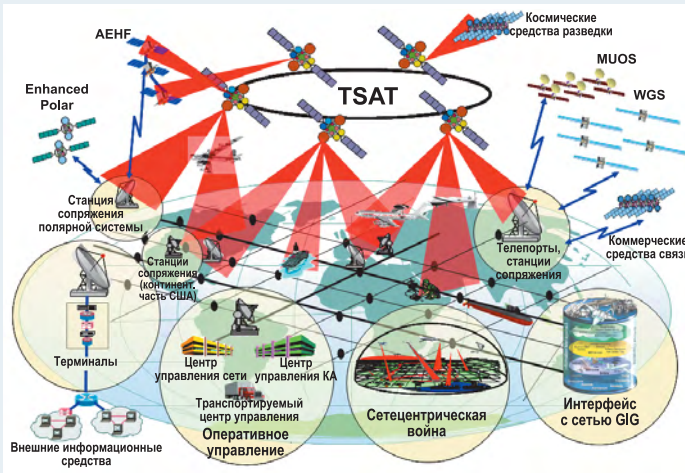 AEHF
Космические
средства разведки
TSAT
MUOS
WGS
Enhanced
Polar
Станция
сопряжения
полярной системы
Станции
сопряжения
(континент.
часть США)
Телепорты,
станции
сопряжения
Коммерческие
средства связи
Терминалы
Центр
управления сети
Центр
управления КА
Транспортируемый
центр управления
Оперативное
управление
Сетецентрическая
война
Интерфейс
с сетью GIG
Внешние информационные
средства